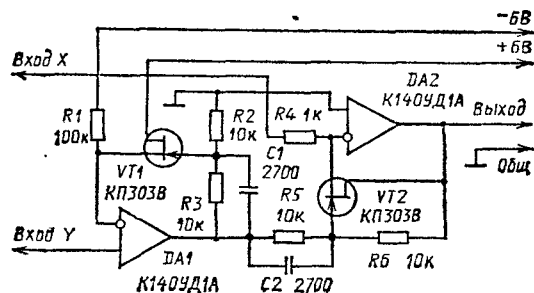 -6В
+6В
Вход X
DA2
К140УД1А
R1
100к
R2
10к
R4 1к
Выход
C1
2700
VT1
КП303В
R3
10к
R5
10к
VT2
КП303В
Общ
Вход Y
DA1
К140УД1А
C2 2700
R6 10к